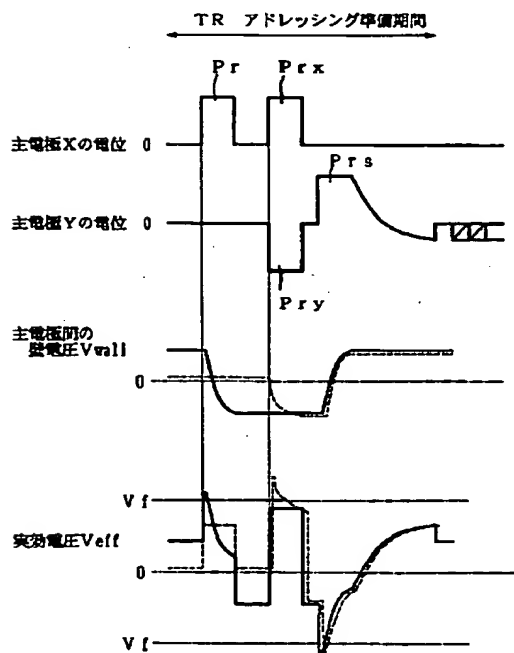 TR アドレッシング準備期間
Pr
Prx
主電極Xの電位 0
Prs
主電極Yの電位 0
Pry
主電極間の
壁電圧Vwall
0
Vf
実効電圧Veff
0
Vf